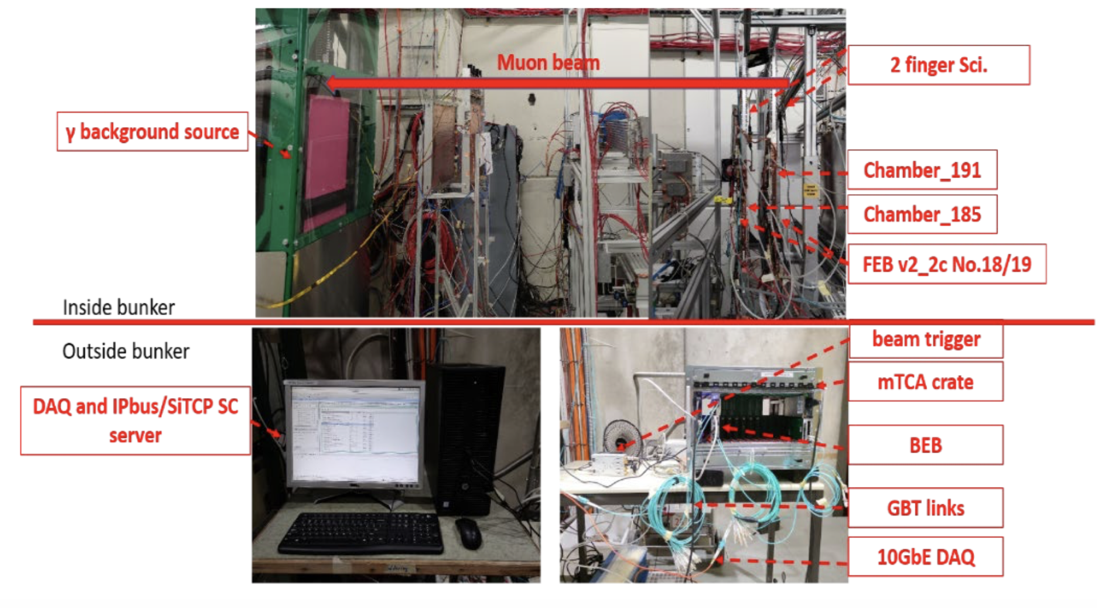 Muon beam
2 finger Sci.
γ background source
Chamber_191
Chamber_185
FEB v2_2c No.18/19
Inside bunker
Outside bunker
beam trigger
mTCA crate
DAQ and IPbus/SiTCP SC
server
BEB
GBT links
10GbE DAQ